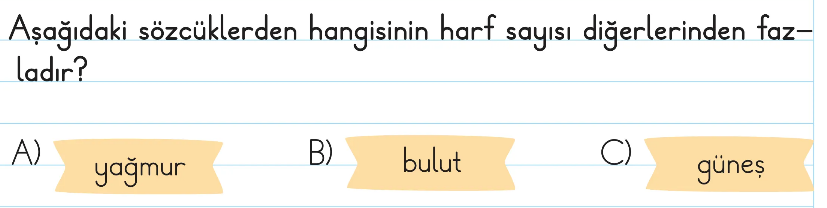 Aşağıdaki sözcüklerden hangisinin harf sayısı diğerlerinden faz-
ladır?
A) yağmur B) bulut C) güneş